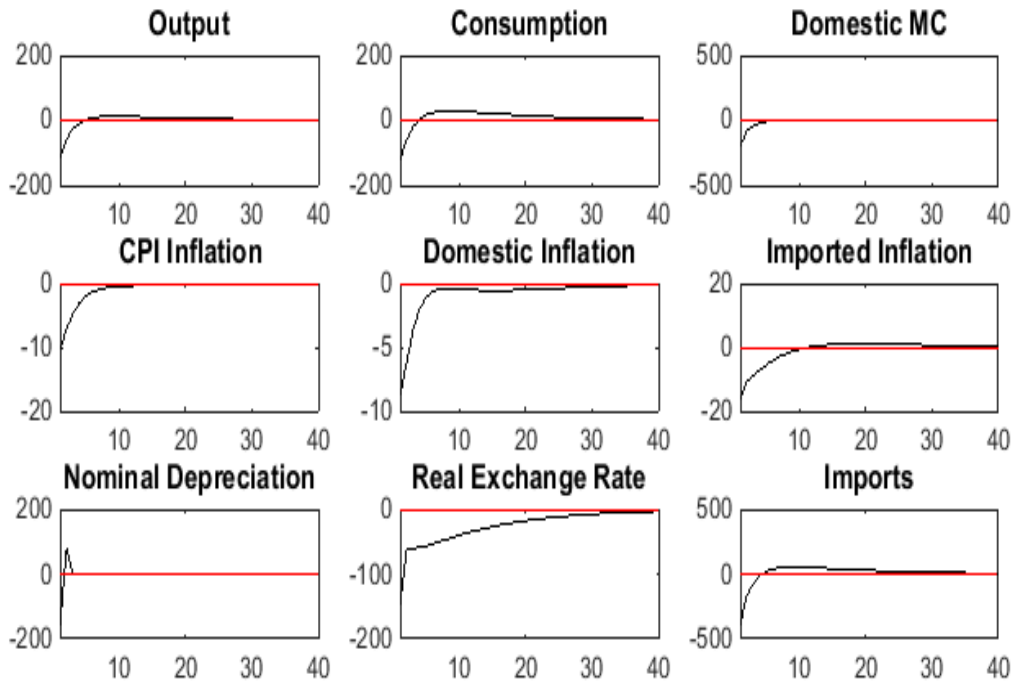 Output Consumption Domestic MC
200 200 500
0 0 0
-200 -200 -500
10 20 30 40 10 20 30 40 10 20 30 40
CPI Inflation Domestic Inflation Imported Inflation
0 0 20
-10 -5 0
-20 -10 -20
10 20 30 40 10 20 30 40 10 20 30 40
Nominal Depreciation Real Exchange Rate Imports
200 0 500
0 -100 0
-200 -200 -500
10 20 30 40 10 20 30 40 10 20 30 40